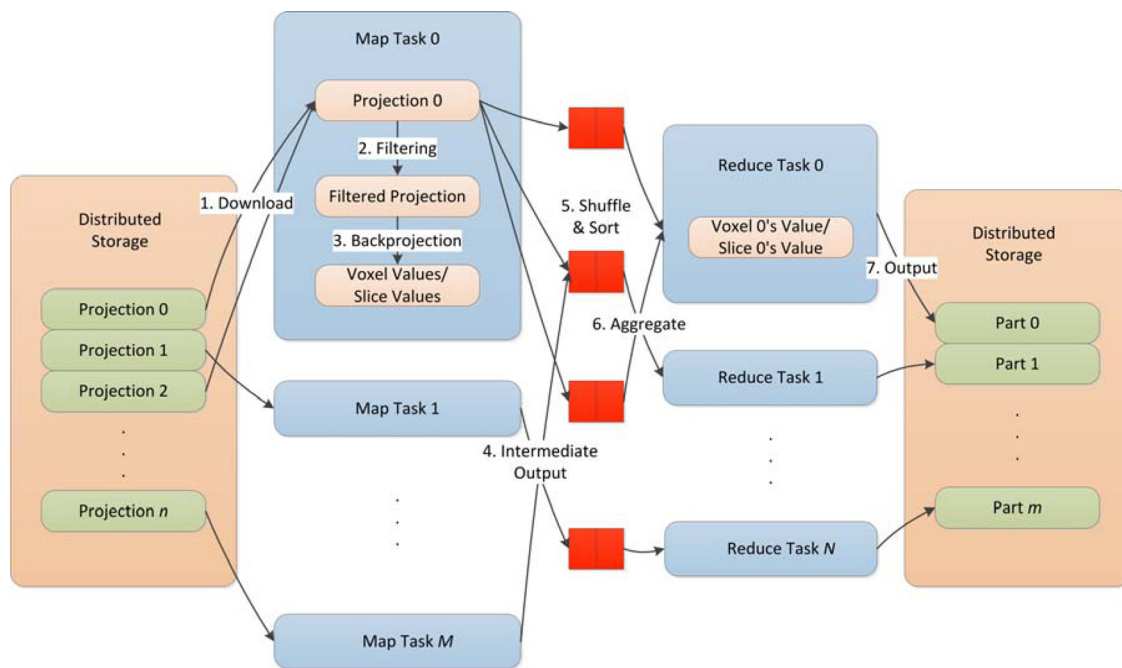 Distributed
Storage
Projection 0
Projection 1
Projection 2
.
.
.
Projection n
1. Download
Map Task 0
Projection 0
2. Filtering
Filtered Projection
3. Backprojection
Voxel Values/
Slice Values
Map Task 1
.
.
.
Map Task M
4. Intermediate
Output
5. Shuffle
& Sort
6. Aggregate
Reduce Task 0
Voxel 0's Value/
Slice 0's Value
Reduce Task 1
.
.
.
Reduce Task N
7. Output
Distributed
Storage
Part 0
Part 1
.
.
.
Part m